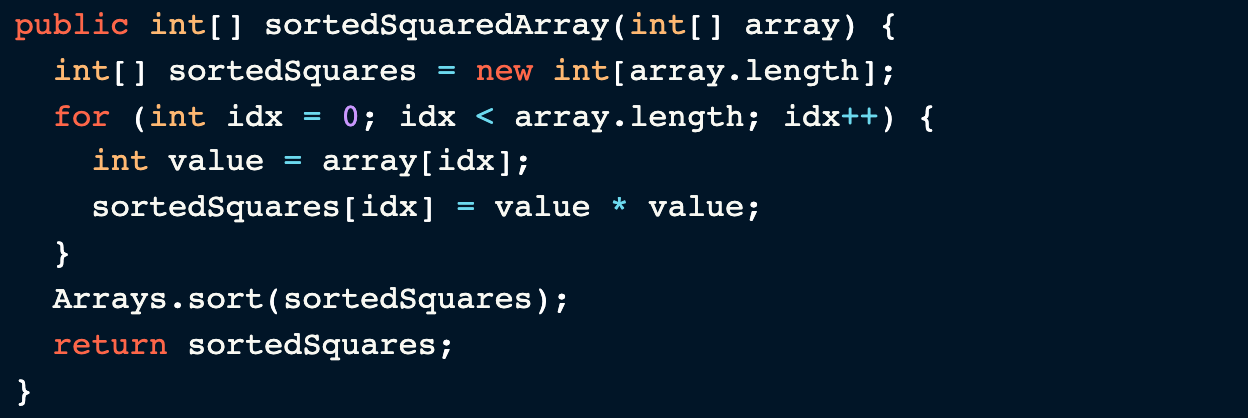 public int[] sortedSquaredArray(int[] array) {
  int[] sortedSquares = new int[array.length];
  for (int idx = 0; idx < array.length; idx++) {
    int value = array[idx];
    sortedSquares[idx] = value * value;
  }
  Arrays.sort(sortedSquares);
  return sortedSquares;
}